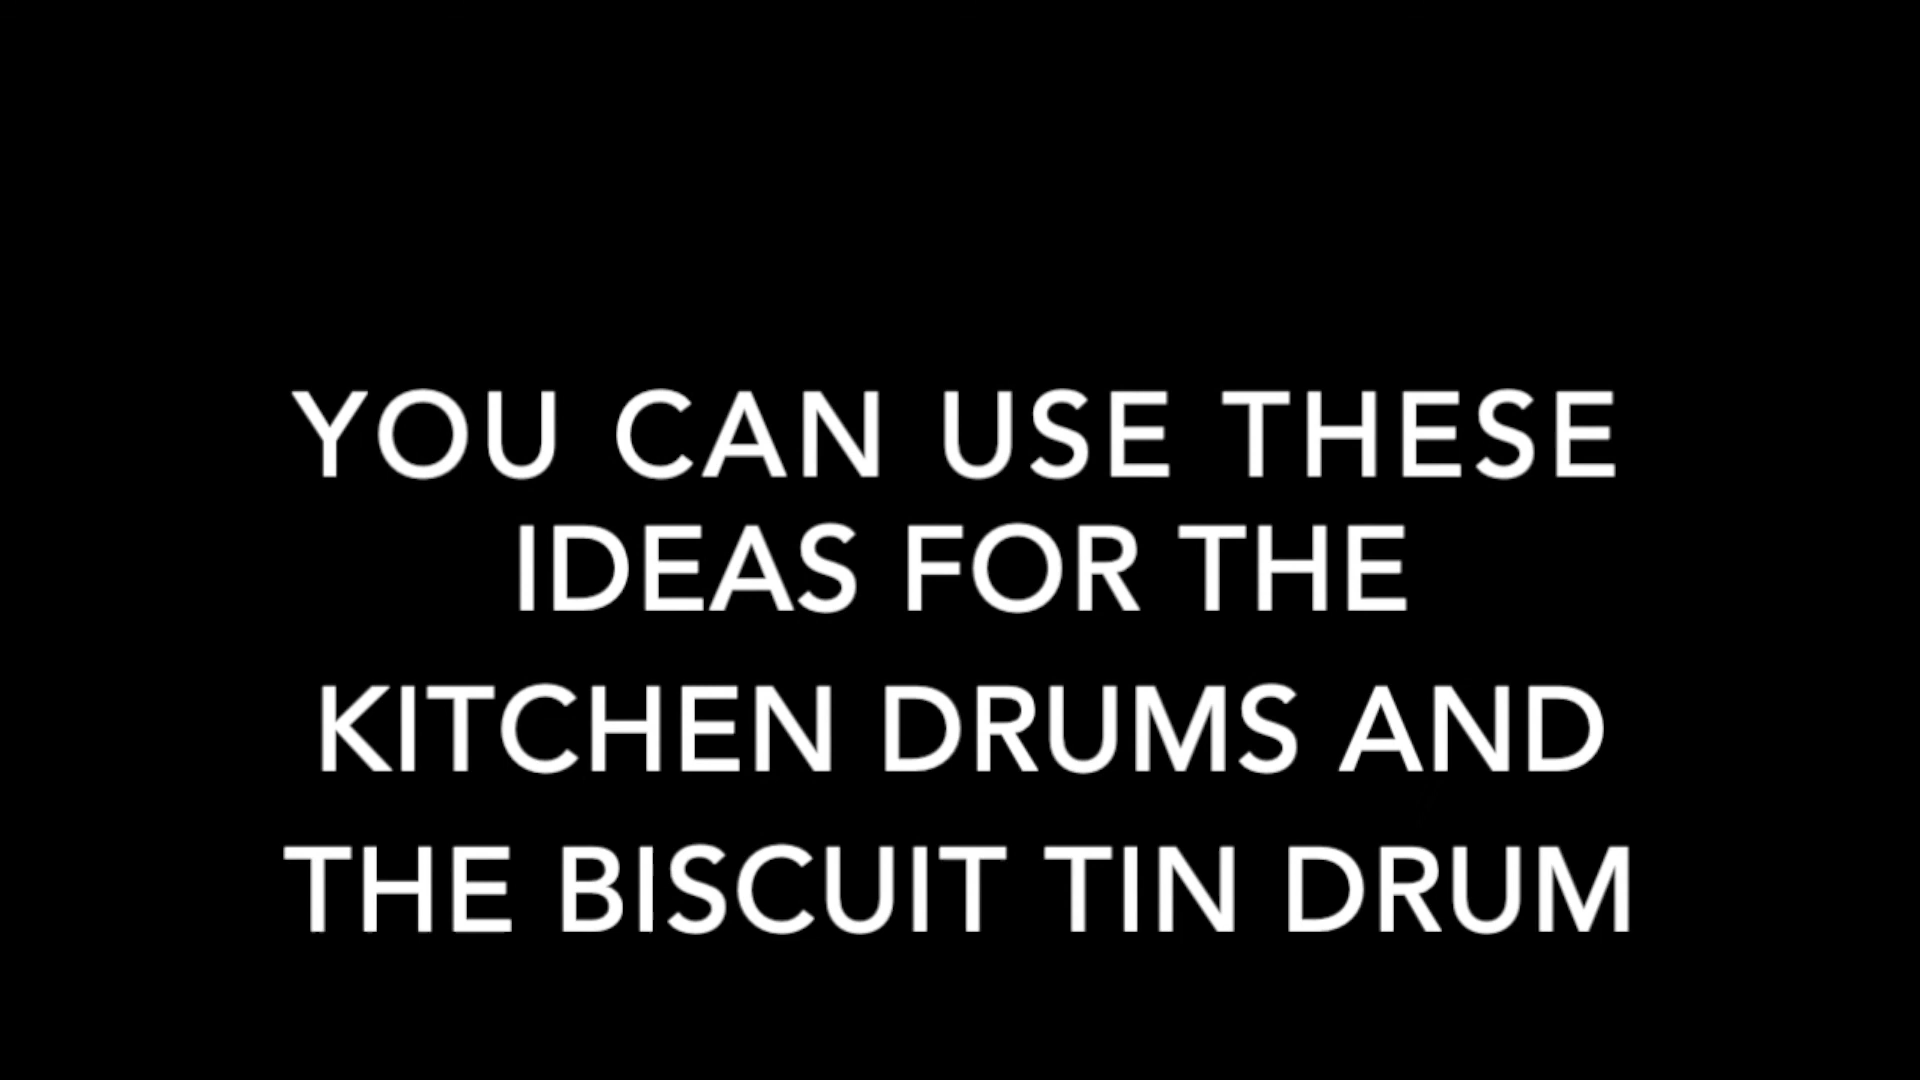 YOU CAN USE THESE
IDEAS FOR THE
KITCHEN DRUMS AND
THE BISCUIT TIN DRUM